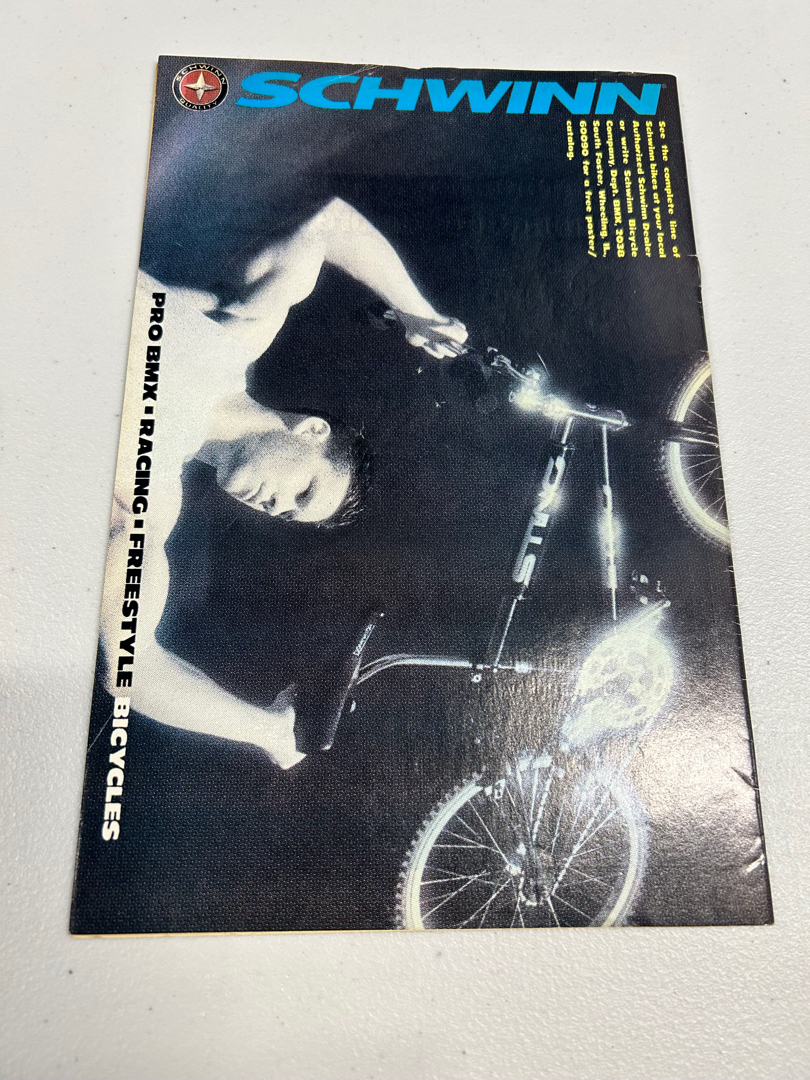 SCHWINN
QUALITY
SCHWINN
See the complete line of
Schwinn bikes at your local
Authorized Schwinn Dealer
or write Schwinn Bicycle
Company, Dept. BMX, 2038
South Foster, Wheeling, IL,
60090 for a free poster/
catalog.
PRO BMX ▪ RACING ▪ FREESTYLE BICYCLES